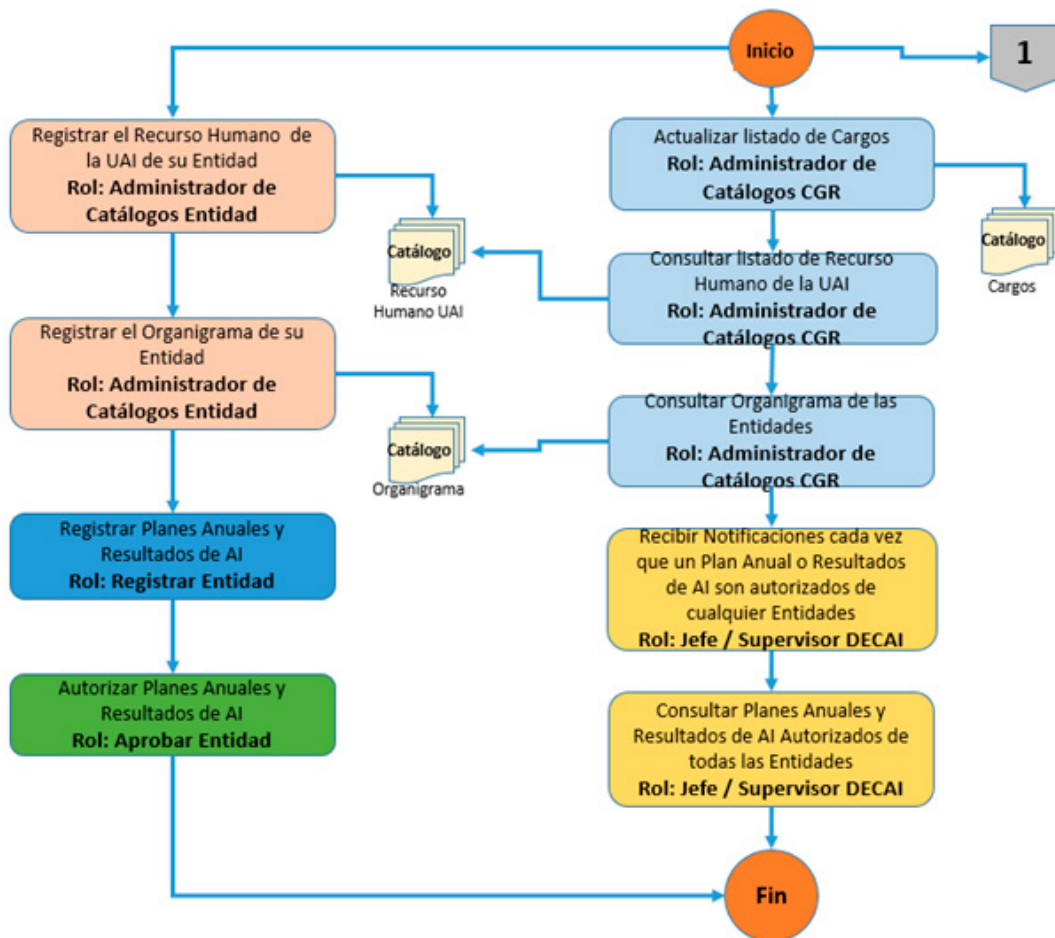 Inicio
1
Registrar el Recurso Humano de
la UAI de su Entidad
Rol: Administrador de
Catálogos Entidad
Actualizar listado de Cargos
Rol: Administrador de
Catálogos CGR
Catálogo
Recurso
Humano UAI
Catálogo
Cargos
Consultar listado de Recurso
Humano de la UAI
Rol: Administrador de
Catálogos CGR
Registrar el Organigrama de su
Entidad
Rol: Administrador de
Catálogos Entidad
Catálogo
Organigrama
Consultar Organigrama de las
Entidades
Rol: Administrador de
Catálogos CGR
Registrar Planes Anuales y
Resultados de AI
Rol: Registrar Entidad
Recibir Notificaciones cada vez
que un Plan Anual o Resultados
de AI son autorizados de
cualquier Entidades
Rol: Jefe / Supervisor DECAI
Autorizar Planes Anuales y
Resultados de AI
Rol: Aprobar Entidad
Consultar Planes Anuales y
Resultados de AI Autorizados de
todas las Entidades
Rol: Jefe / Supervisor DECAI
Fin